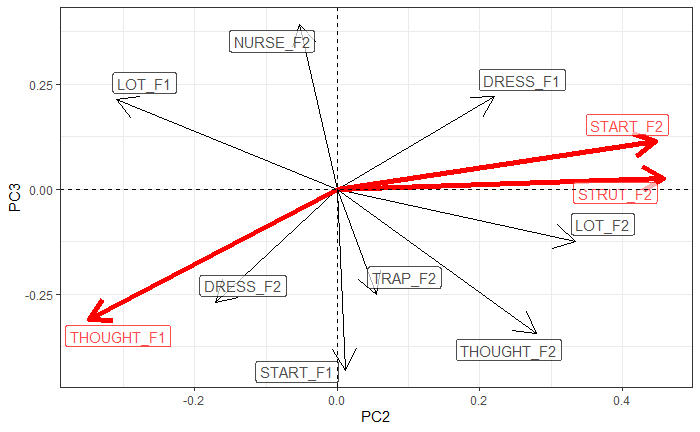 NURSE_F2
LOT_F1
DRESS_F1
START_F2
STRUT_F2
LOT_F2
TRAP_F2
DRESS_F2
THOUGHT_F1
THOUGHT_F2
START_F1
0.25
0.00
-0.25
PC3
-0.2
0.0
0.2
0.4
PC2